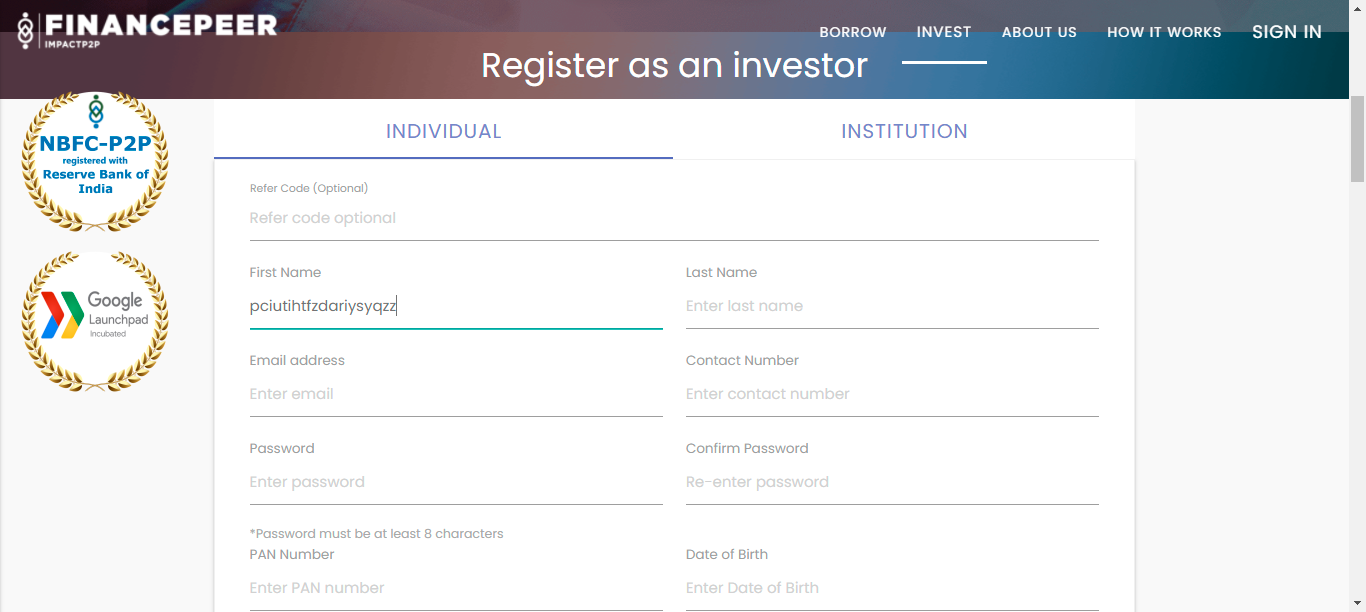 FINANCEPEER
IMPACTP2P
BORROW INVEST ABOUT US HOW IT WORKS SIGN IN
Register as an investor
NBFC-P2P
registered with
Reserve Bank of
India
Google
Launchpad
Incubated
INDIVIDUAL INSTITUTION
Refer Code (Optional)
Refer code optional
First Name Last Name
pciutihtfzdariysyqzz Enter last name
Email address Contact Number
Enter email Enter contact number
Password Confirm Password
Enter password Re-enter password
*Password must be at least 8 characters
PAN Number Date of Birth
Enter PAN number Enter Date of Birth